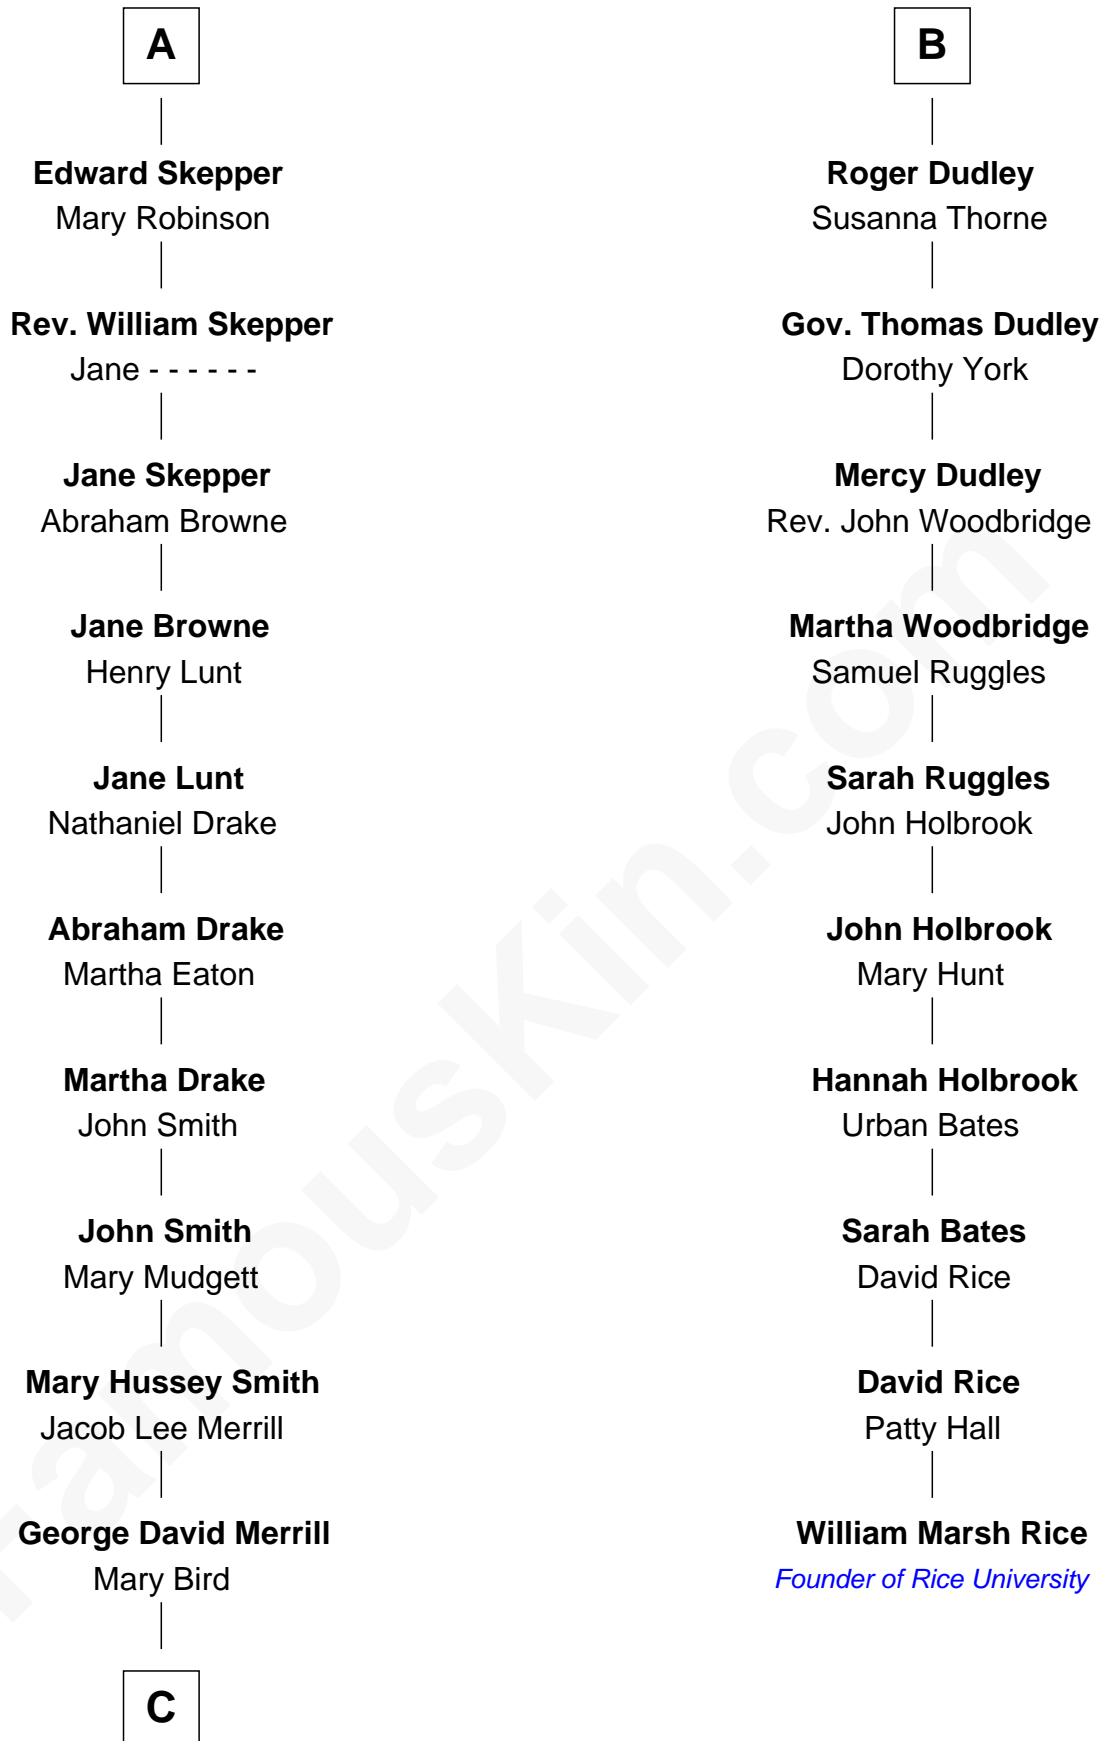 A
Edward Skepper
Mary Robinson
Rev. William Skepper
Jane - - - - - -
Jane Skepper
Abraham Browne
Jane Browne
Henry Lunt
Jane Lunt
Nathaniel Drake
Abraham Drake
Martha Eaton
Martha Drake
John Smith
John Smith
Mary Mudgett
Mary Hussey Smith
Jacob Lee Merrill
George David Merrill
Mary Bird
C
B
Roger Dudley
Susanna Thorne
Gov. Thomas Dudley
Dorothy York
Mercy Dudley
Rev. John Woodbridge
Martha Woodbridge
Samuel Ruggles
Sarah Ruggles
John Holbrook
John Holbrook
Mary Hunt
Hannah Holbrook
Urban Bates
Sarah Bates
David Rice
David Rice
Patty Hall
William Marsh Rice
Founder of Rice University
FamousKin.com